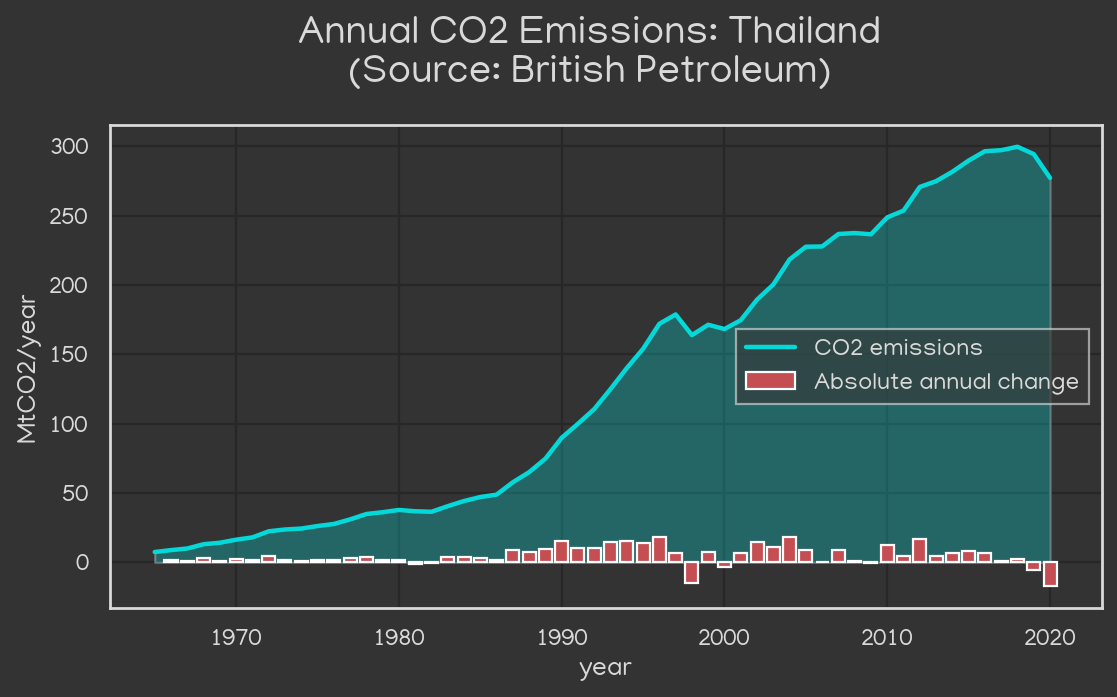 Annual CO2 Emissions: Thailand
(Source: British Petroleum)
300
250
200
150
100
50
0
MtCO2/year
CO2 emissions
Absolute annual change
1970 1980 1990 2000 2010 2020
year